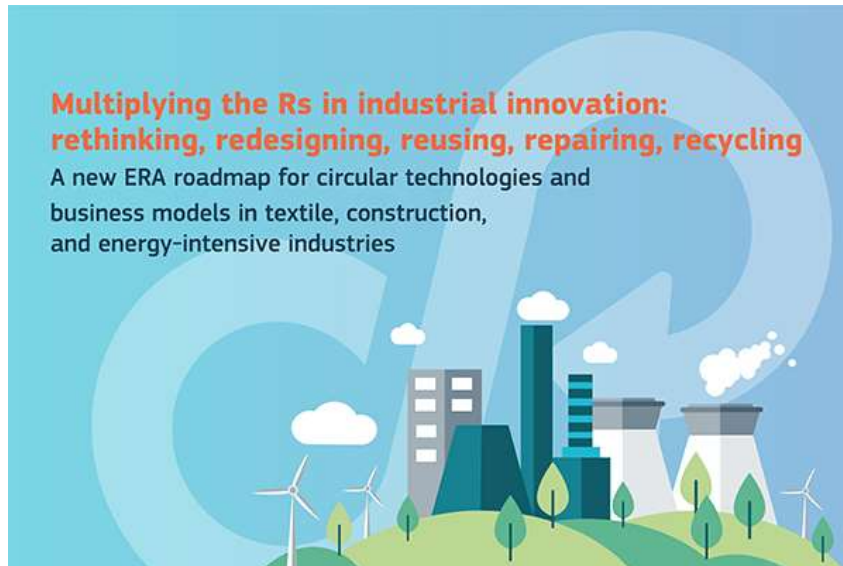 Multiplying the Rs in industrial innovation:
rethinking, redesigning, reusing, repairing, recycling
A new ERA roadmap for circular technologies and
business models in textile, construction,
and energy-intensive industries